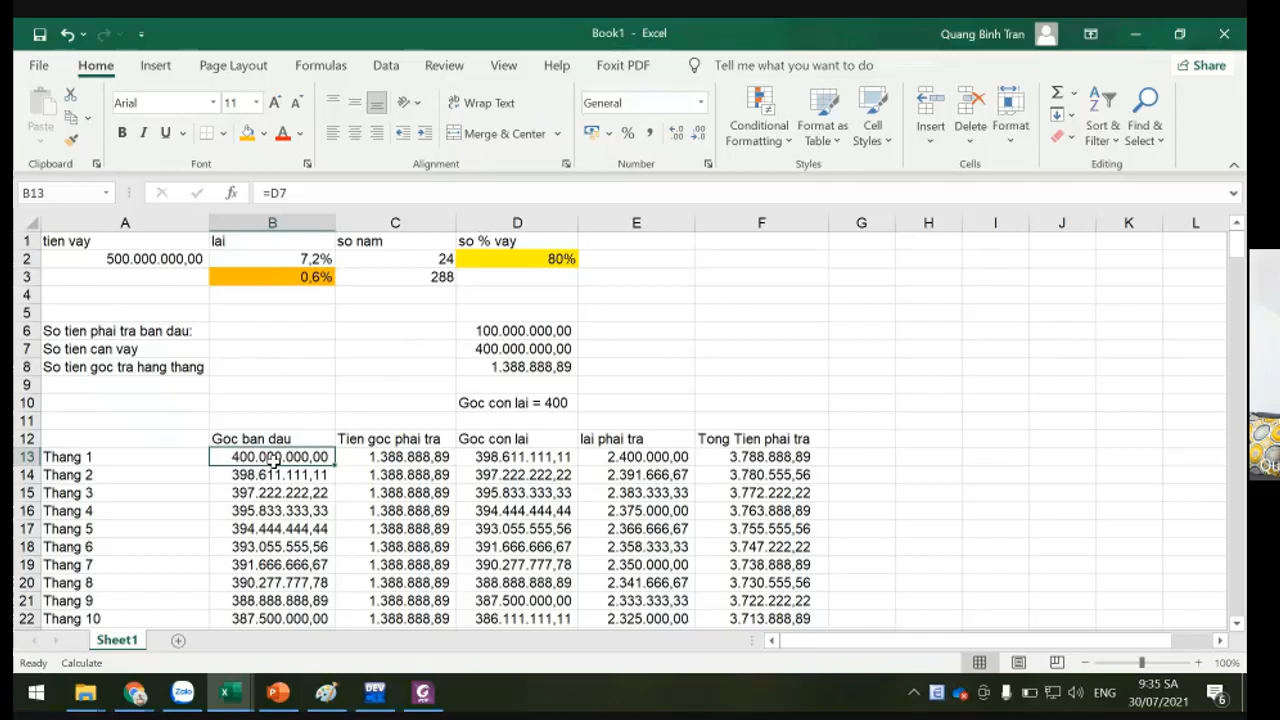 Book1 - Excel
Quang Binh Tran
File Home Insert Page Layout Formulas Data Review View Help Foxit PDF Tell me what you want to do Share
Paste
Arial 11
Wrap Text
General
Merge & Center
Conditional Formatting
Format as Table
Cell Styles
Insert
Delete
Format
Sort & Filter
Find & Select
Clipboard Font Alignment Number Styles Cells Editing
B13 fx =D7
A B C D E F G H I J K L
1 tien vay lai so nam so % vay
2 500.000.000,00 7,2% 24 80%
3 0,6% 288
4
5
6 So tien phai tra ban dau: 100.000.000,00
7 So tien can vay 400.000.000,00
8 So tien goc tra hang thang 1.388.888,89
9
10 Goc con lai = 400
11
12 Goc ban dau Tien goc phai tra Goc con lai lai phai tra Tong Tien phai tra
13 Thang 1 400.000.000,00 1.388.888,89 398.611.111,11 2.400.000,00 3.788.888,89
14 Thang 2 398.611.111,11 1.388.888,89 397.222.222,22 2.391.666,67 3.780.555,56
15 Thang 3 397.222.222,22 1.388.888,89 395.833.333,33 2.383.333,33 3.772.222,22
16 Thang 4 395.833.333,33 1.388.888,89 394.444.444,44 2.375.000,00 3.763.888,89
17 Thang 5 394.444.444,44 1.388.888,89 393.055.555,56 2.366.666,67 3.755.555,56
18 Thang 6 393.055.555,56 1.388.888,89 391.666.666,67 2.358.333,33 3.747.222,22
19 Thang 7 391.666.666,67 1.388.888,89 390.277.777,78 2.350.000,00 3.738.888,89
20 Thang 8 390.277.777,78 1.388.888,89 388.888.888,89 2.341.666,67 3.730.555,56
21 Thang 9 388.888.888,89 1.388.888,89 387.500.000,00 2.333.333,33 3.722.222,22
22 Thang 10 387.500.000,00 1.388.888,89 386.111.111,11 2.325.000,00 3.713.888,89
Sheet1
Ready Calculate 100%
Zalo DEV ENG
9:35 SA
30/07/2021
6